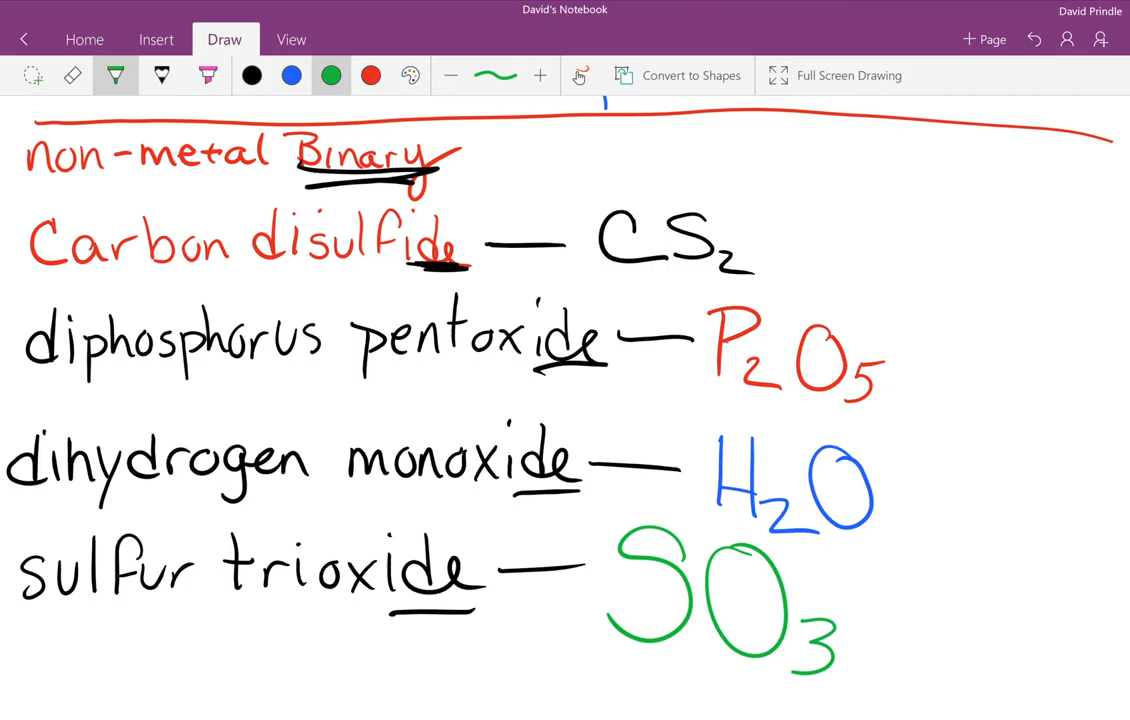 David's Notebook
David Prindle
Home Insert Draw View
+ Page
Convert to Shapes Full Screen Drawing
non-metal Binary
Carbon disulfide — CS₂
diphosphorus pentoxide — P₂O₅
dihydrogen monoxide — H₂O
sulfur trioxide — SO₃